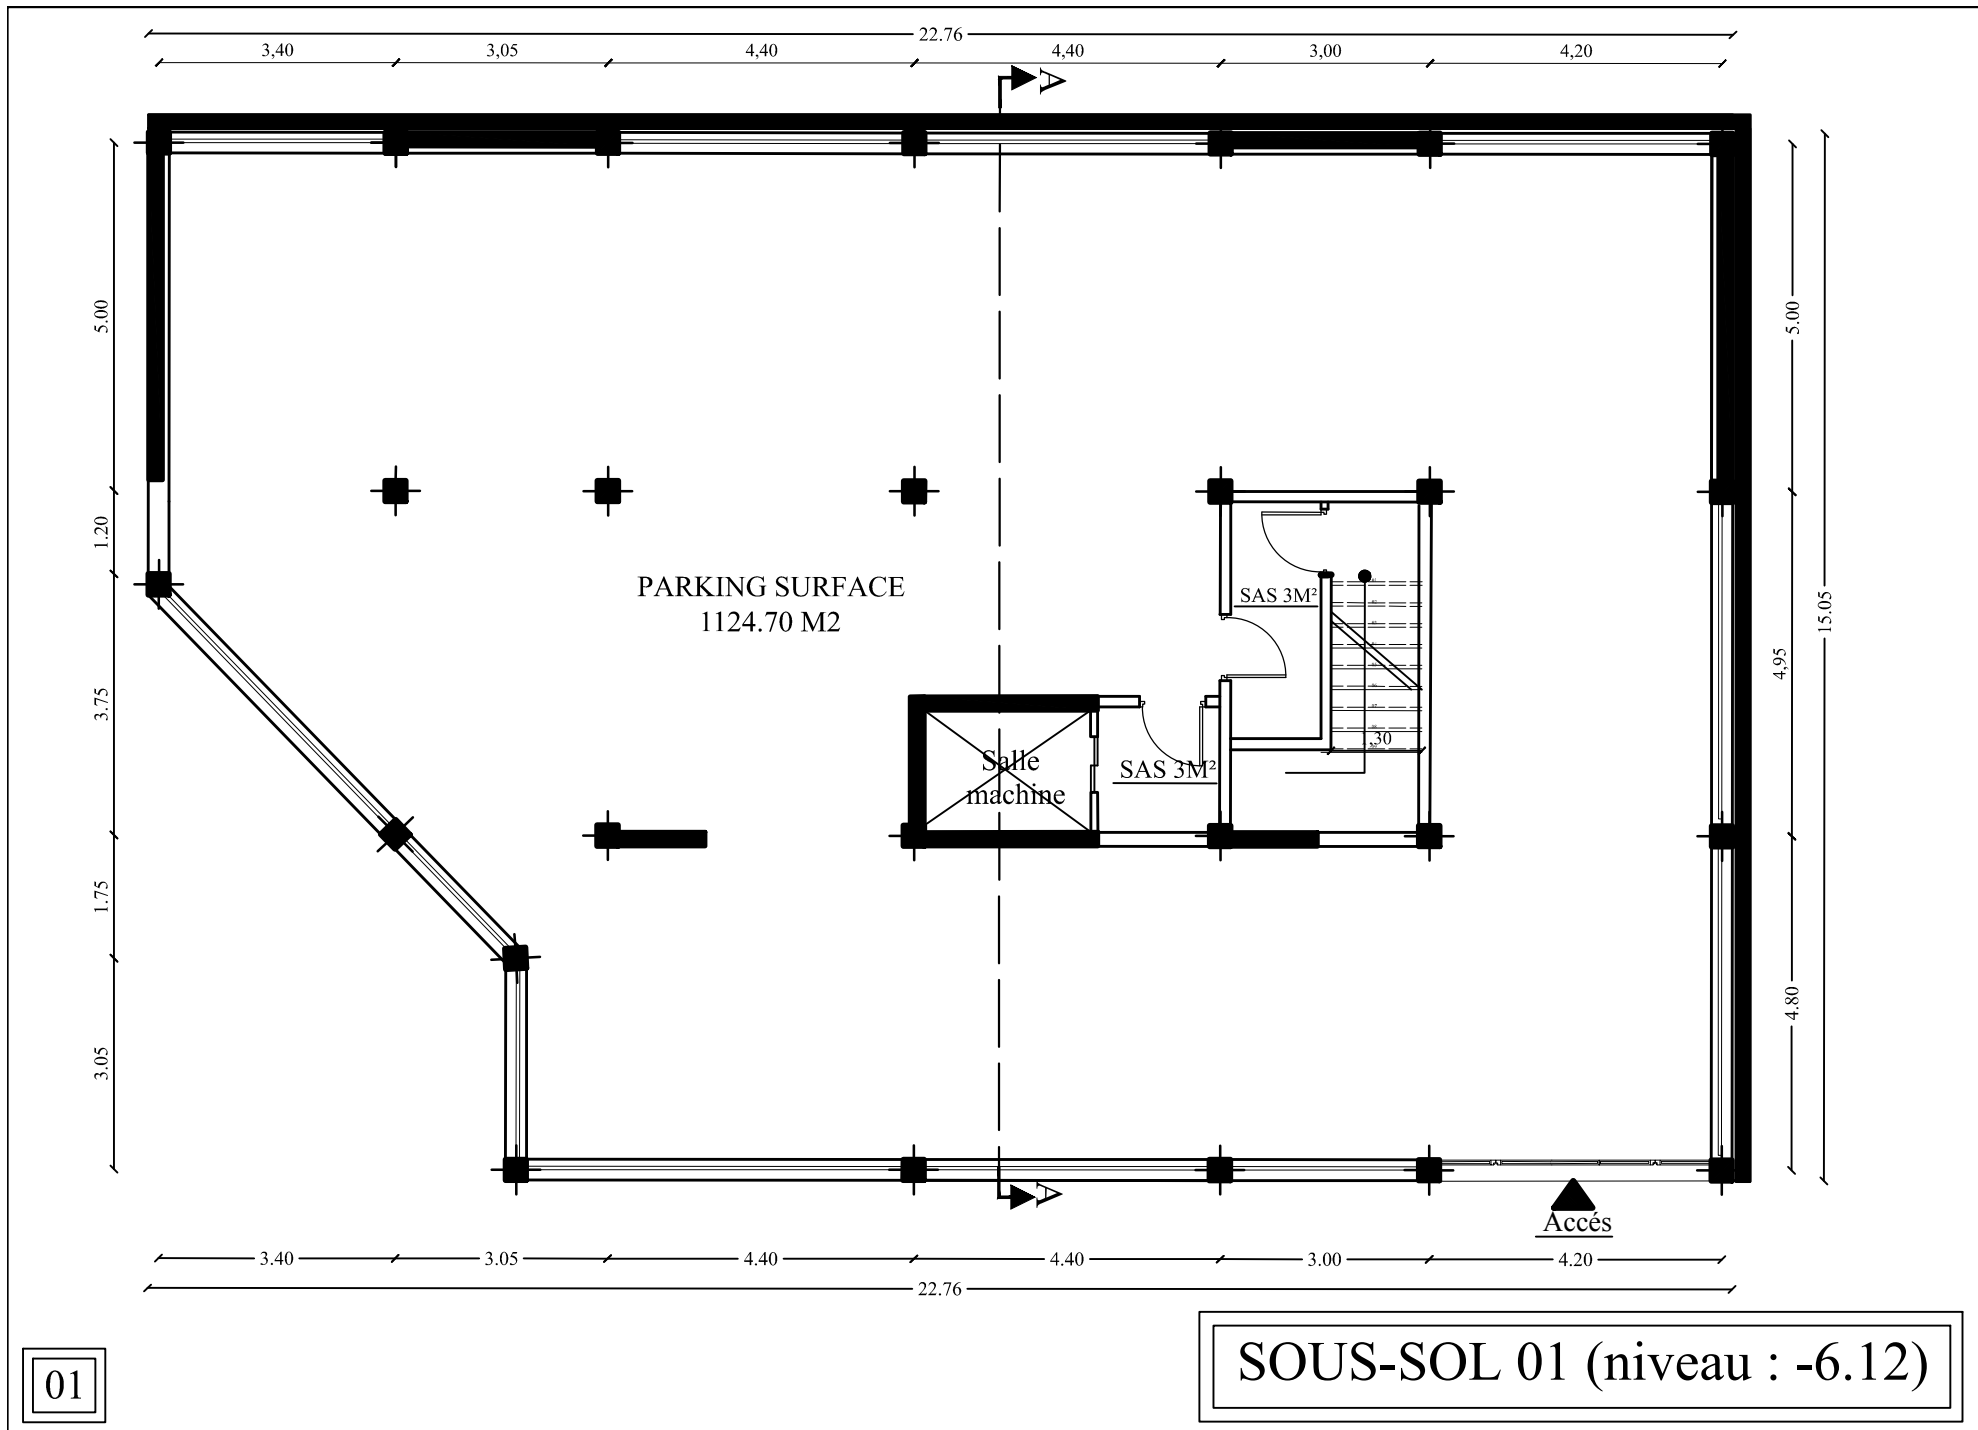 22.76
3,40 3,05 4,40 4,40 3,00 4,20
A
5.00
1.20
3.75
1.75
3.05
5.00
4,95
4.80
15.05
PARKING SURFACE
1124.70 M2
SAS 3M²
,30
Salle
machine
SAS 3M²
A
Accés
3.40 3.05 4.40 4.40 3.00 4.20
22.76
SOUS-SOL 01 (niveau : -6.12)
01